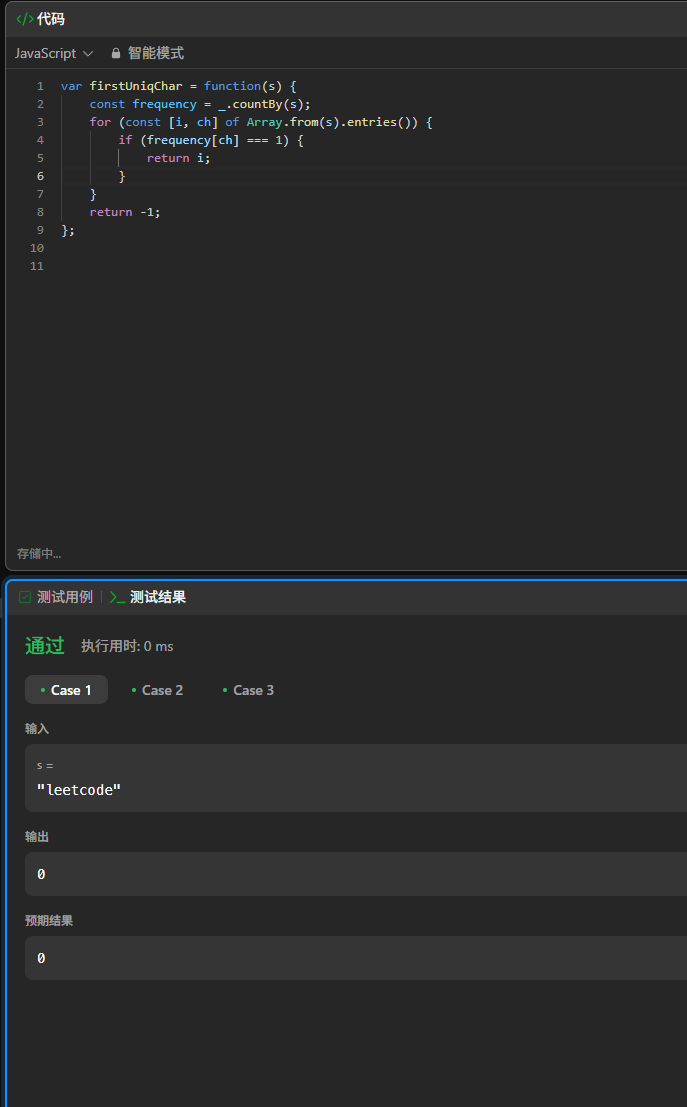 </> 代码
JavaScript 智能模式
1 var firstUniqChar = function(s) {
2 const frequency = _.countBy(s);
3 for (const [i, ch] of Array.from(s).entries()) {
4 if (frequency[ch] === 1) {
5 return i;
6 }
7 }
8 return -1;
9 };
10
11
存储中...
测试用例 | >_ 测试结果
通过 执行用时: 0 ms
• Case 1 • Case 2 • Case 3
输入
s =
"leetcode"
输出
0
预期结果
0